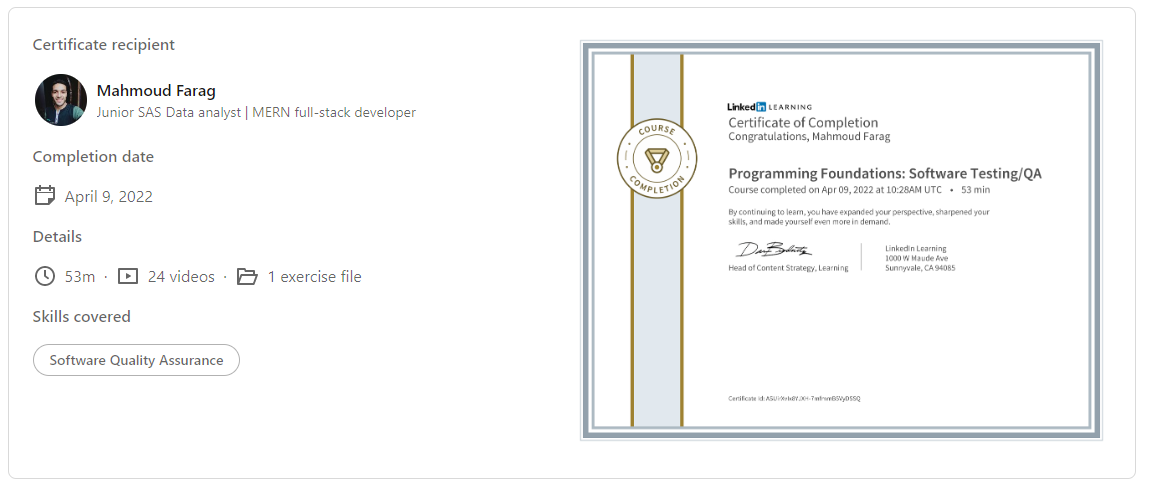 Certificate recipient
Mahmoud Farag
Junior SAS Data analyst | MERN full-stack developer
Completion date
April 9, 2022
Details
53m · 24 videos · 1 exercise file
Skills covered
Software Quality Assurance
COURSE
COMPLETION
LinkedIn LEARNING
Certificate of Completion
Congratulations, Mahmoud Farag
Programming Foundations: Software Testing/QA
Course completed on Apr 09, 2022 at 10:28AM UTC • 53 min
By continuing to learn, you have expanded your perspective, sharpened your
skills, and made yourself even more in demand.
Head of Content Strategy, Learning
LinkedIn Learning
1000 W Maude Ave
Sunnyvale, CA 94085
Certificate Id: